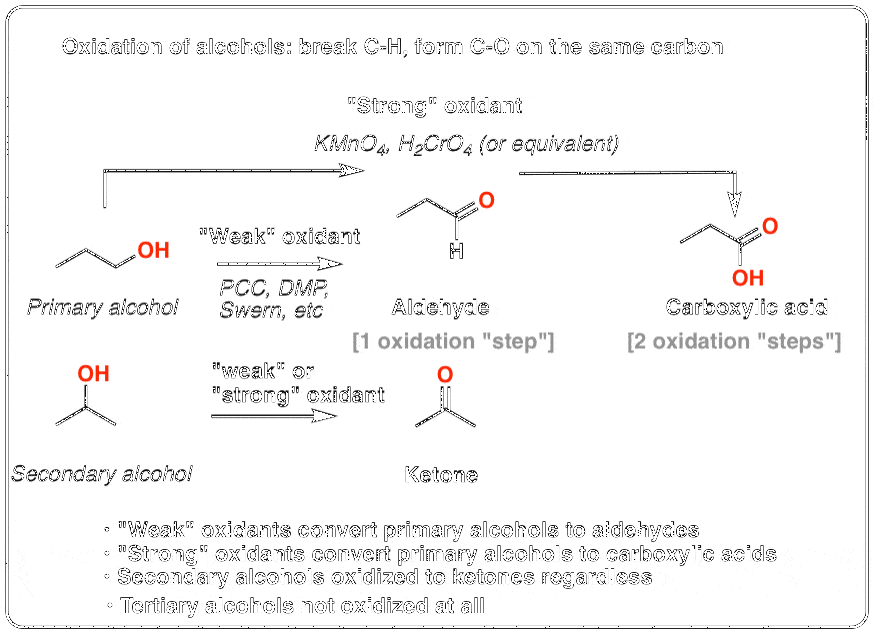 Oxidation of alcohols: break C-H, form C-O on the same carbon
"Strong" oxidant
KMnO4, H2CrO4 (or equivalent)
O
H
"Weak" oxidant
OH
PCC, DMP,
Swern, etc
O
OH
Primary alcohol
Aldehyde
Carboxylic acid
[1 oxidation "step"]
[2 oxidation "steps"]
OH
"weak" or
"strong" oxidant
O
Secondary alcohol
Ketone
· "Weak" oxidants convert primary alcohols to aldehydes
· "Strong" oxidants convert primary alcohols to carboxylic acids
· Secondary alcohols oxidized to ketones regardless
· Tertiary alcohols not oxidized at all